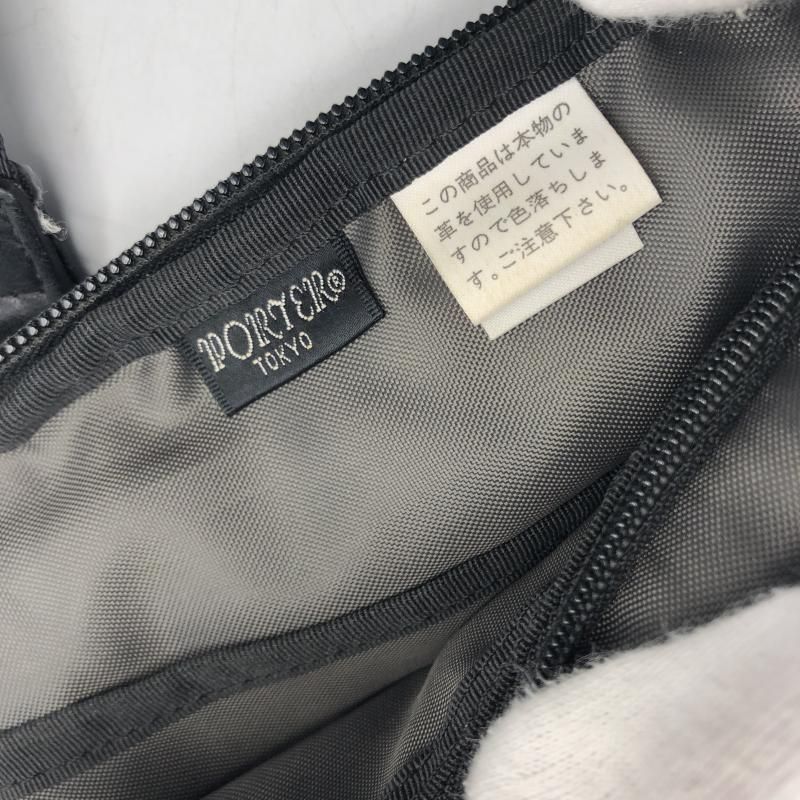 PORTER®
TOKYO
この商品は本物の
革を使用していま
すので色落ちしま
す。ご注意下さい。